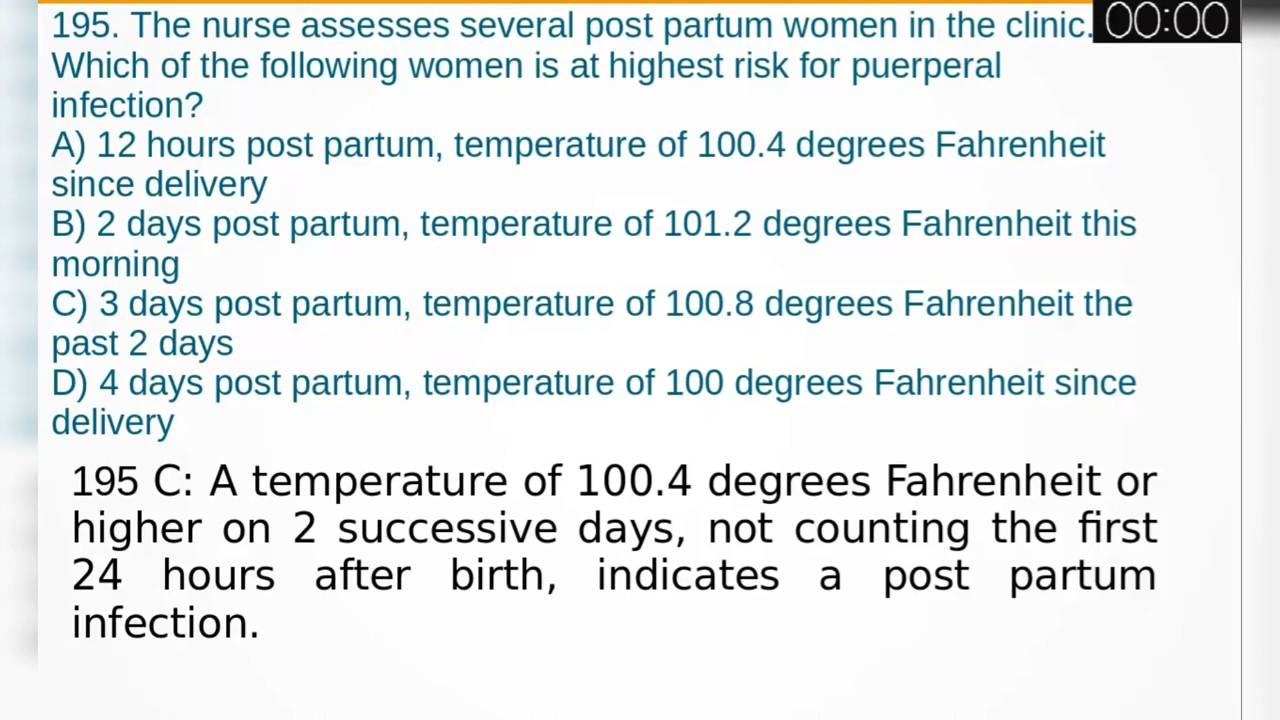 195. The nurse assesses several post partum women in the clinic.
00:00
Which of the following women is at highest risk for puerperal
infection?
A) 12 hours post partum, temperature of 100.4 degrees Fahrenheit
since delivery
B) 2 days post partum, temperature of 101.2 degrees Fahrenheit this
morning
C) 3 days post partum, temperature of 100.8 degrees Fahrenheit the
past 2 days
D) 4 days post partum, temperature of 100 degrees Fahrenheit since
delivery
195 C: A temperature of 100.4 degrees Fahrenheit or
higher on 2 successive days, not counting the first
24 hours after birth, indicates a post partum
infection.